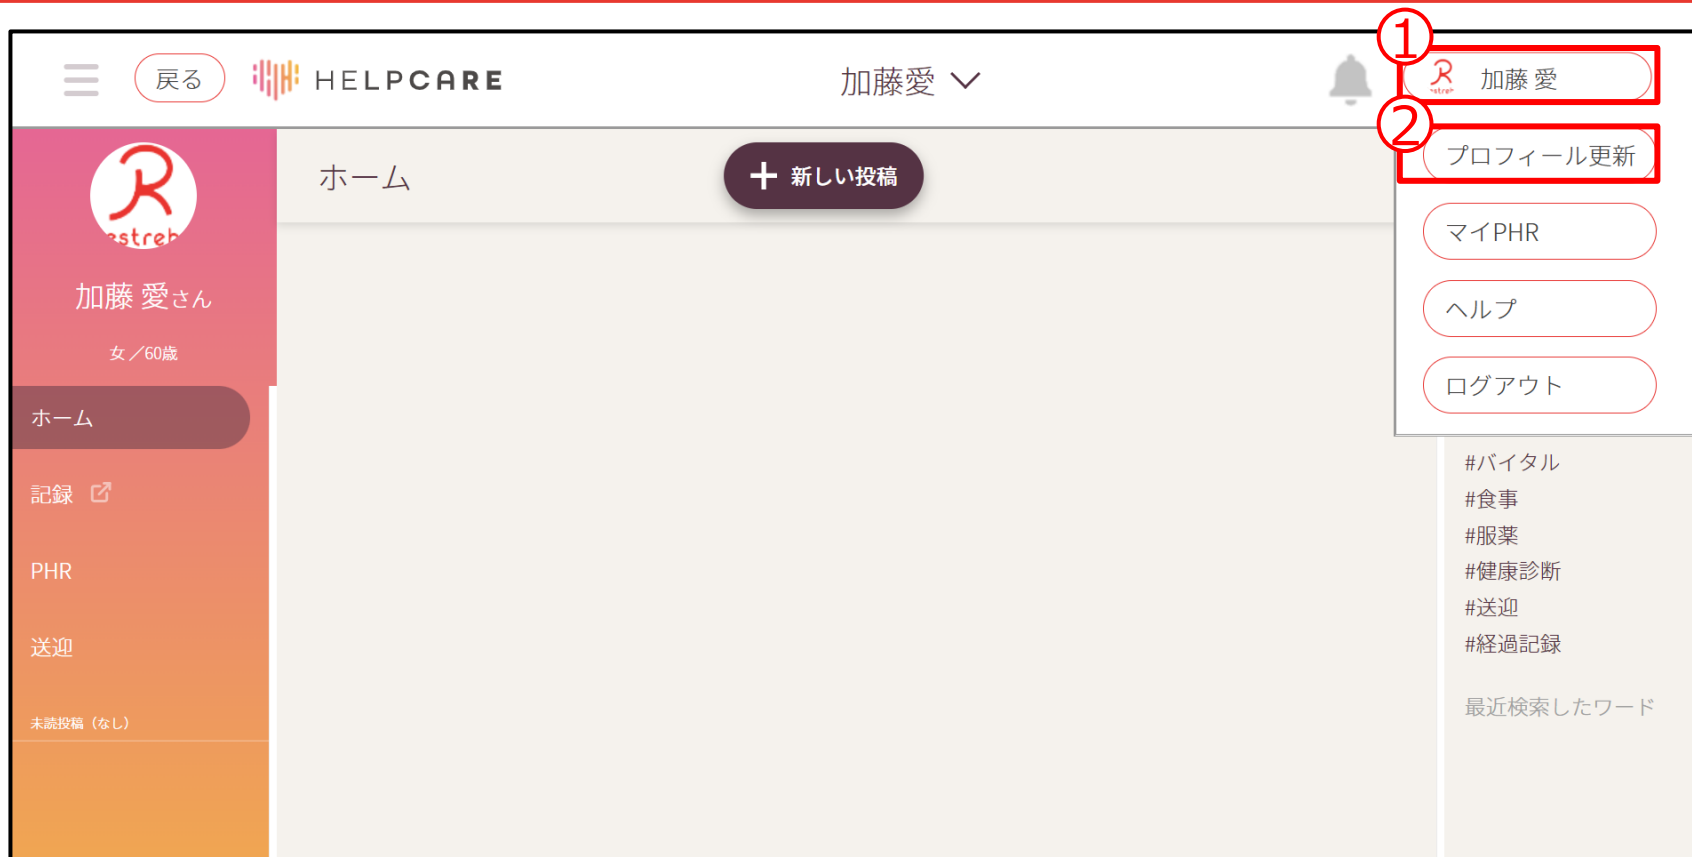 ①
戻る
HELPCARE
加藤愛
加藤 愛
②
プロフィール更新
マイPHR
ヘルプ
ログアウト
estreh
加藤 愛さん
女／60歳
ホーム
記録
PHR
送迎
未読投稿（なし）
ホーム
＋ 新しい投稿
#バイタル
#食事
#服薬
#健康診断
#送迎
#経過記録
最近検索したワード